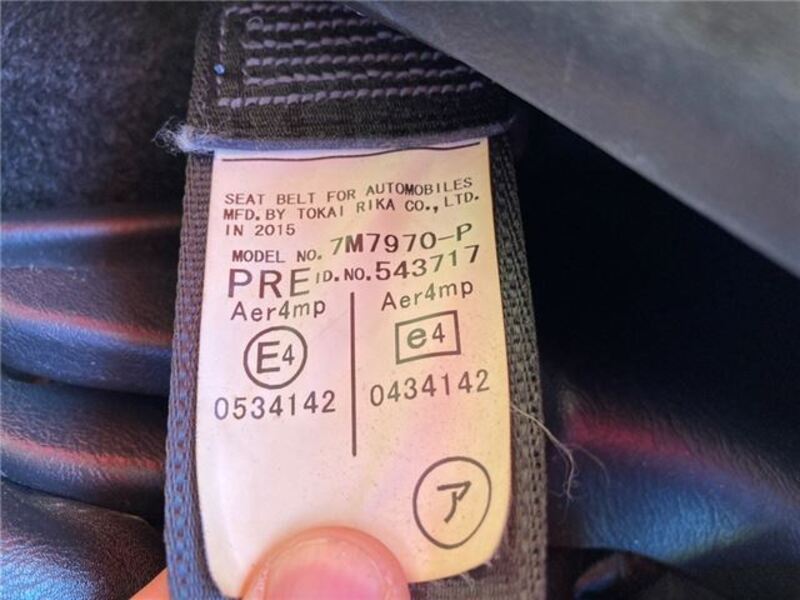 SEAT BELT FOR AUTOMOBILES
MFD. BY TOKAI RIKA CO., LTD.
IN 2015
MODEL NO. 7M7970-P
PRE ID. NO. 543717
Aer4mp Aer4mp
E4 e4
0534142 0434142
ア